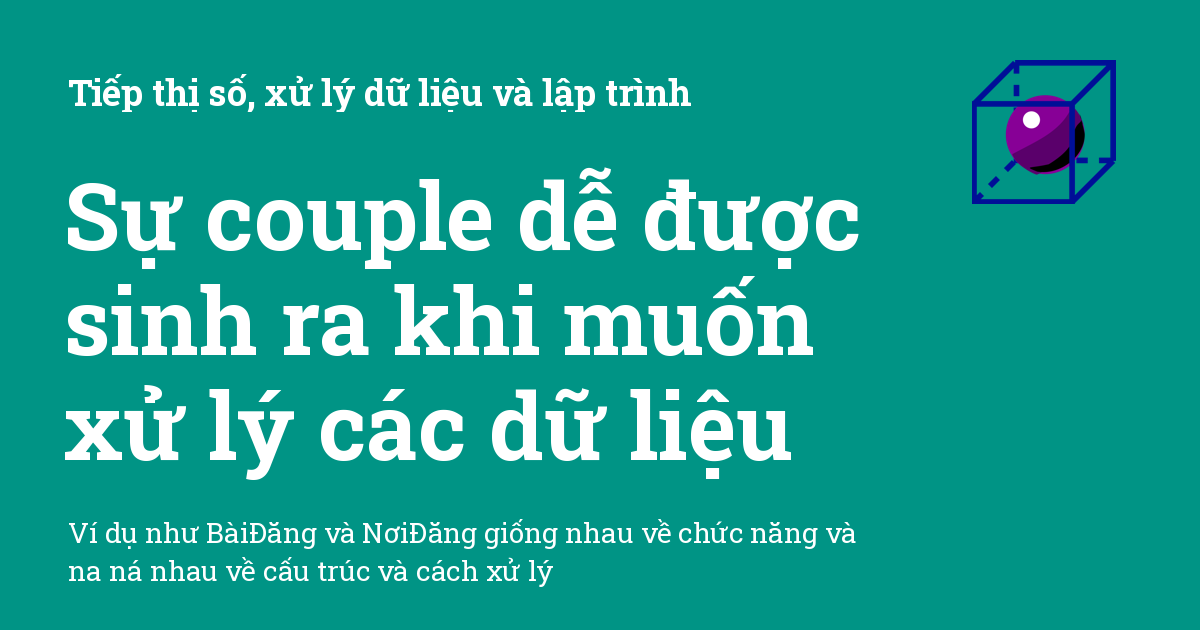 Tiếp thị số, xử lý dữ liệu và lập trình
Sự couple dễ được
sinh ra khi muốn
xử lý các dữ liệu
Ví dụ như BàiĐăng và NơiĐăng giống nhau về chức năng và
na ná nhau về cấu trúc và cách xử lý